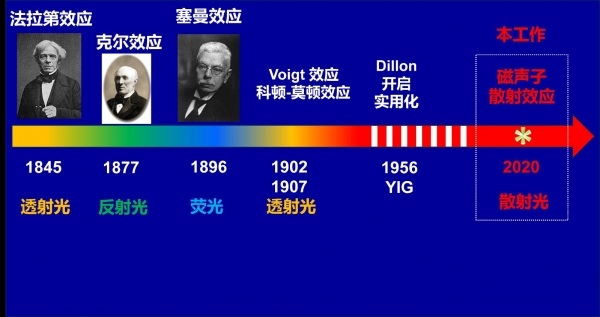 法拉第效应
克尔效应
塞曼效应
Voigt 效应
科顿-莫顿效应
Dillon
开启
实用化
本工作
磁声子
散射效应
1845
1877
1896
1902
1907
1956
YIG
2020
透射光
反射光
荧光
透射光
散射光